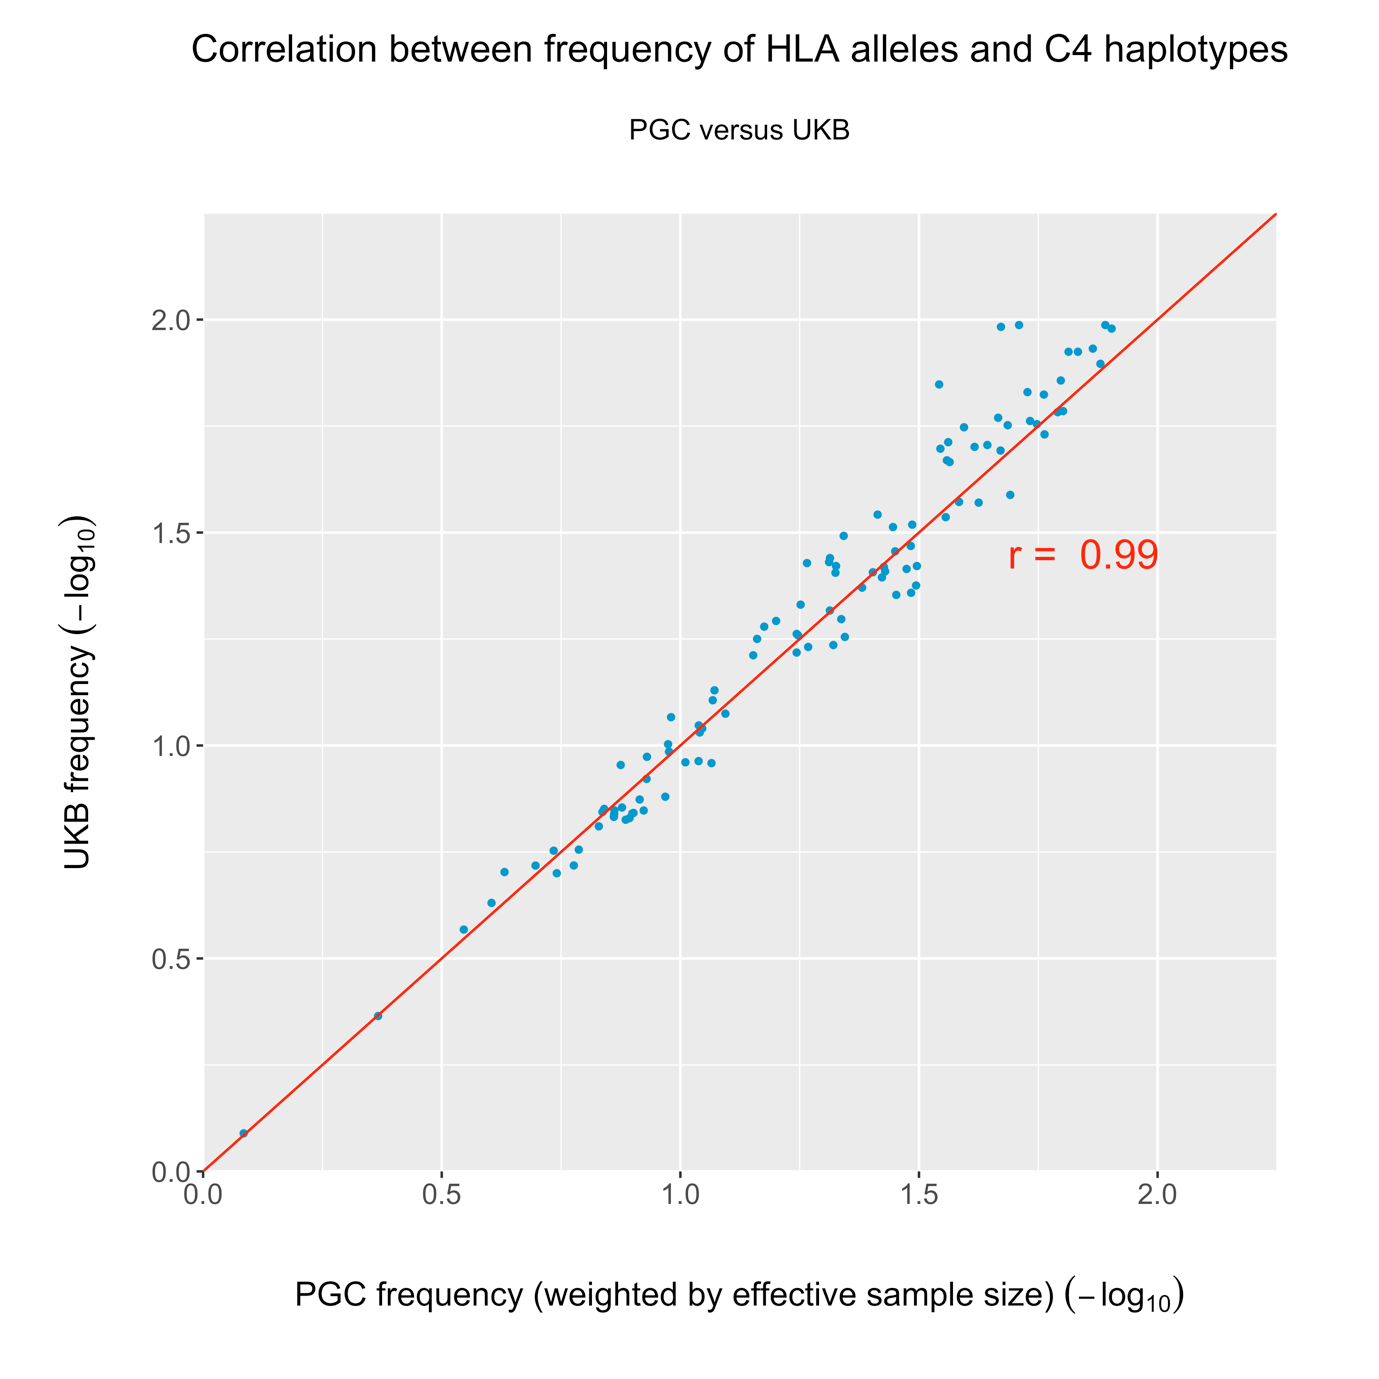 Correlation between frequency of HLA alleles and C4 haplotypes
PGC versus UKB
UKB frequency (−log₁₀)
2.0
1.5
1.0
0.5
0.0
r = 0.99
0.0 0.5 1.0 1.5 2.0
PGC frequency (weighted by effective sample size) (−log₁₀)